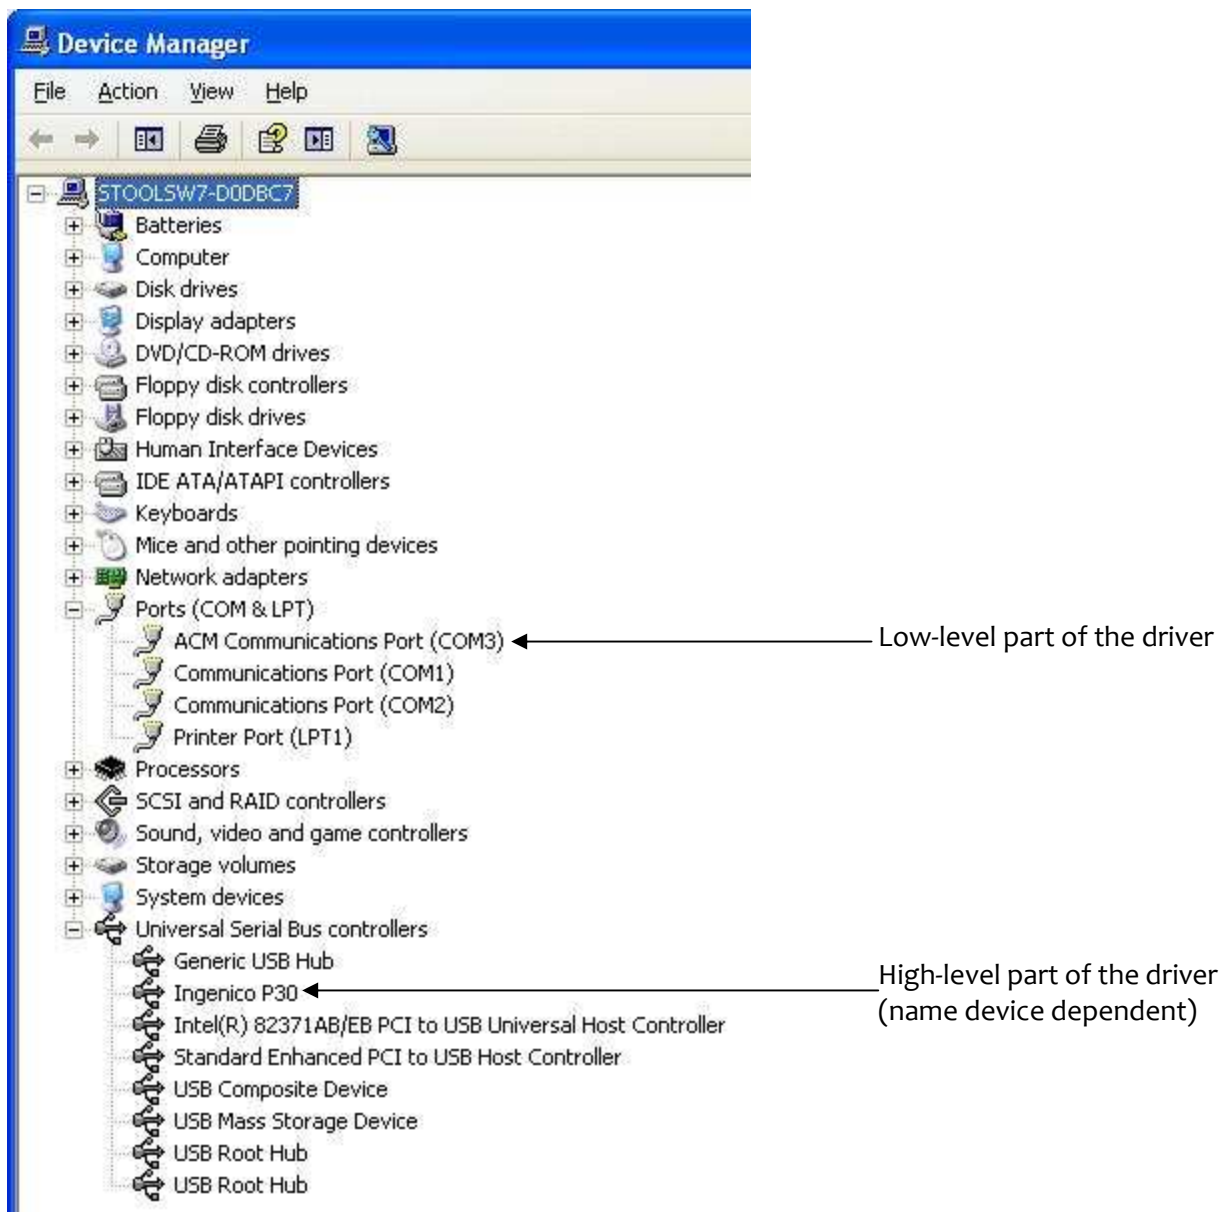 Device Manager
File Action View Help
STOOLSW7-D0DBC7
Batteries
Computer
Disk drives
Display adapters
DVD/CD-ROM drives
Floppy disk controllers
Floppy disk drives
Human Interface Devices
IDE ATA/ATAPI controllers
Keyboards
Mice and other pointing devices
Network adapters
Ports (COM & LPT)
ACM Communications Port (COM3)
Low-level part of the driver
Communications Port (COM1)
Communications Port (COM2)
Printer Port (LPT1)
Processors
SCSI and RAID controllers
Sound, video and game controllers
Storage volumes
System devices
Universal Serial Bus controllers
Generic USB Hub
Ingenico P30
High-level part of the driver
(name device dependent)
Intel(R) 82371AB/EB PCI to USB Universal Host Controller
Standard Enhanced PCI to USB Host Controller
USB Composite Device
USB Mass Storage Device
USB Root Hub
USB Root Hub